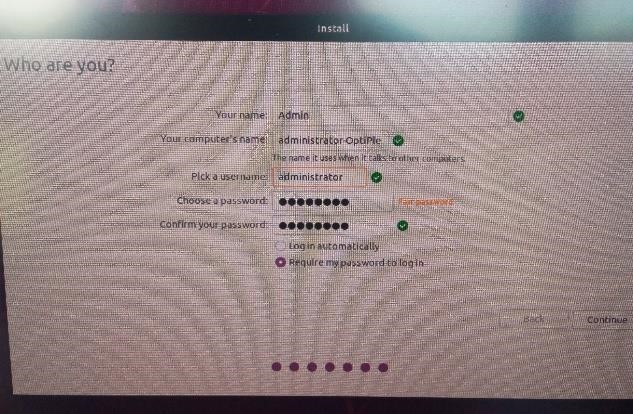 Install
Who are you?
Your name: Admin
Your computer's name: administrator-OptiPle
The name it uses when it talks to other computers.
Pick a username: administrator
Choose a password: ●●●●●●●● Fair password
Confirm your password: ●●●●●●●●
Log in automatically
Require my password to log in
Back Continue